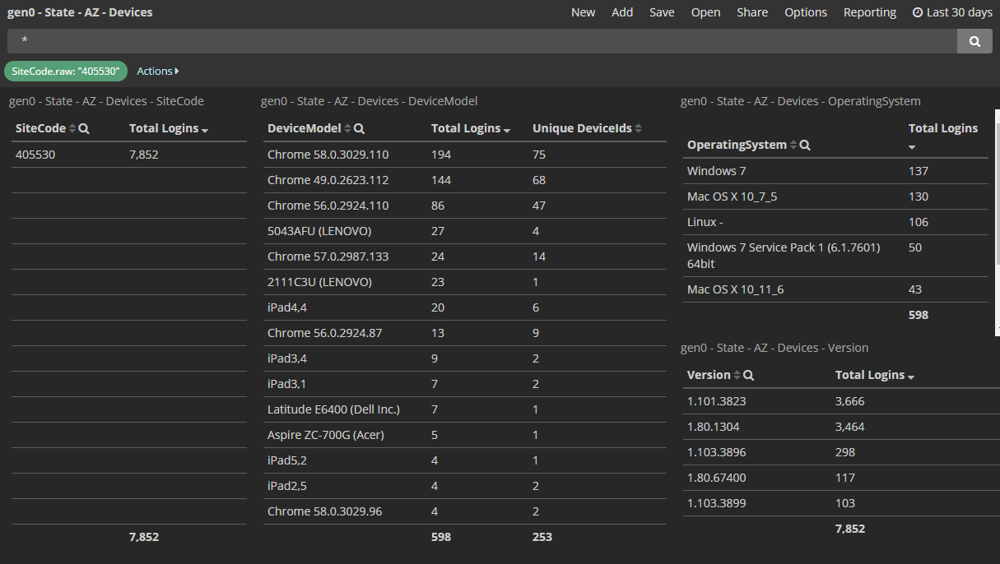 gen0 - State - AZ - Devices
New Add Save Open Share Options Reporting Last 30 days
*
SiteCode.raw: "405530" Actions
gen0 - State - AZ - Devices - SiteCode
SiteCode Total Logins
405530 7,852
7,852
gen0 - State - AZ - Devices - DeviceModel
DeviceModel Total Logins Unique DeviceIds
Chrome 58.0.3029.110 194 75
Chrome 49.0.2623.112 144 68
Chrome 56.0.2924.110 86 47
5043AFU (LENOVO) 27 4
Chrome 57.0.2987.133 24 14
2111C3U (LENOVO) 23 1
iPad4,4 20 6
Chrome 56.0.2924.87 13 9
iPad3,4 9 2
iPad3,1 7 2
Latitude E6400 (Dell Inc.) 7 1
Aspire ZC-700G (Acer) 5 1
iPad5,2 4 1
iPad2,5 4 2
Chrome 58.0.3029.96 4 2
598 253
gen0 - State - AZ - Devices - OperatingSystem
OperatingSystem Total Logins
Windows 7 137
Mac OS X 10_7_5 130
Linux - 106
Windows 7 Service Pack 1 (6.1.7601) 50
64bit
Mac OS X 10_11_6 43
598
gen0 - State - AZ - Devices - Version
Version Total Logins
1.101.3823 3,666
1.80.1304 3,464
1.103.3896 298
1.80.67400 117
1.103.3899 103
7,852